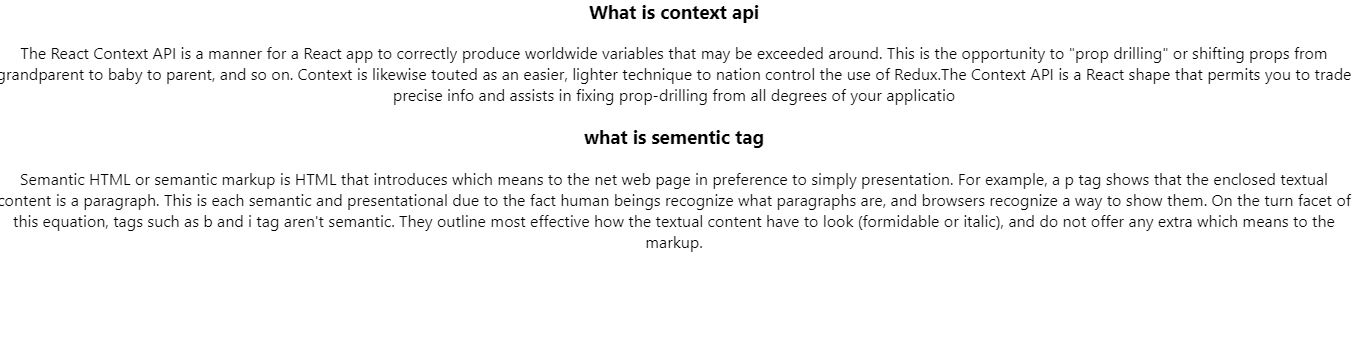 What is context api
The React Context API is a manner for a React app to correctly produce worldwide variables that may be exceeded around. This is the opportunity to "prop drilling" or shifting props from
grandparent to baby to parent, and so on. Context is likewise touted as an easier, lighter technique to nation control the use of Redux.The Context API is a React shape that permits you to trade
precise info and assists in fixing prop-drilling from all degrees of your applicatio
what is sementic tag
Semantic HTML or semantic markup is HTML that introduces which means to the net web page in preference to simply presentation. For example, a p tag shows that the enclosed textual
content is a paragraph. This is each semantic and presentational due to the fact human beings recognize what paragraphs are, and browsers recognize a way to show them. On the turn facet of
this equation, tags such as b and i tag aren't semantic. They outline most effective how the textual content have to look (formidable or italic), and do not offer any extra which means to the
markup.